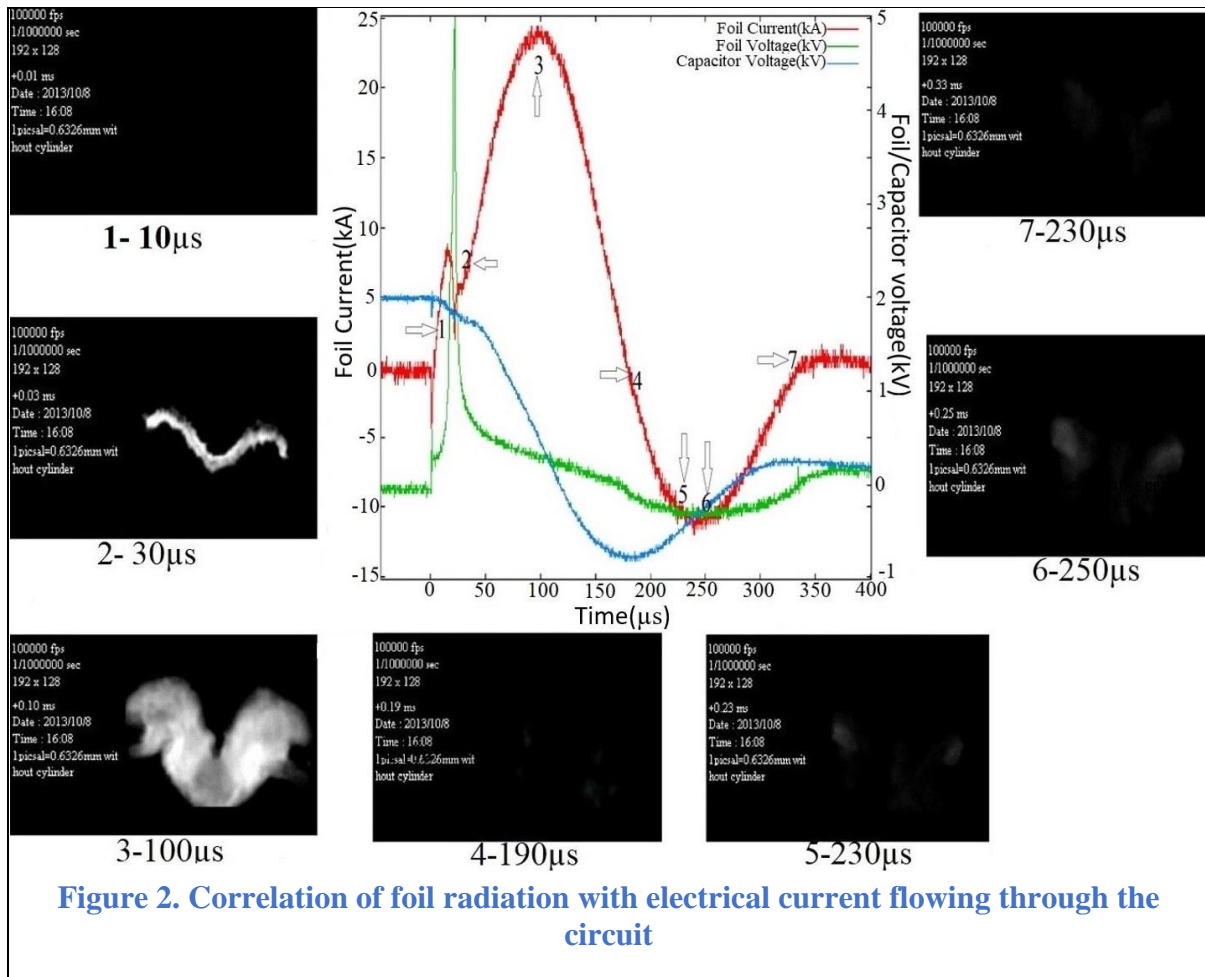 100000 fps
1/1000000 sec
192 x 128
+0.01 ms
Date : 2013/10/8
Time : 16:08
1picsal=0.6326mm wit
hout cylinder
1- 10µs
100000 fps
1/1000000 sec
192 x 128
+0.03 ms
Date : 2013/10/8
Time : 16:08
1picsal=0.6326mm wit
hout cylinder
2- 30µs
100000 fps
1/1000000 sec
192 x 128
+0.10 ms
Date : 2013/10/8
Time : 16:08
1picsal=0.6326mm wit
hout cylinder
3-100µs
Foil Current(kA)
Foil Voltage(kV)
Capacitor Voltage(kV)
Foil Current(kA)
25
20
15
10
5
0
-5
-10
-15
1
2
3
4
5
6
7
5
4
3
2
1
0
-1
Foil/Capacitor voltage(kV)
0 50 100 150 200 250 300 350 400
Time(µs)
100000 fps
1/1000000 sec
192 x 128
+0.19 ms
Date : 2013/10/8
Time : 16:08
1picsal=0.6326mm wit
hout cylinder
4-190µs
100000 fps
1/1000000 sec
192 x 128
+0.23 ms
Date : 2013/10/8
Time : 16:08
1picsal=0.6326mm wit
hout cylinder
5-230µs
100000 fps
1/1000000 sec
192 x 128
+0.33 ms
Date : 2013/10/8
Time : 16:08
1picsal=0.6326mm wit
hout cylinder
7-230µs
100000 fps
1/1000000 sec
192 x 128
+0.25 ms
Date : 2013/10/8
Time : 16:08
1picsal=0.6326mm wit
hout cylinder
6-250µs
Figure 2. Correlation of foil radiation with electrical current flowing through the
circuit